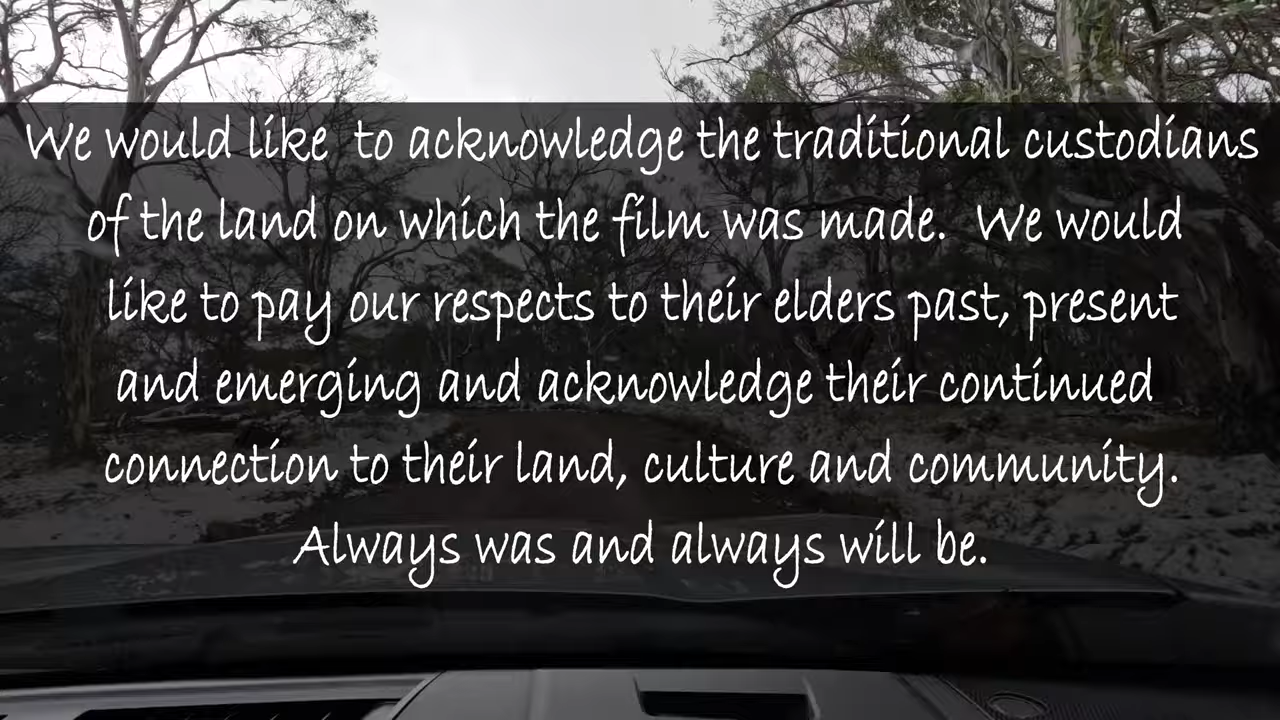 We would like  to acknowledge the traditional custodians
of the land on which the film was made.  We would
like to pay our respects to their elders past, present
and emerging and acknowledge their continued
connection to their land, culture and community.
Always was and always will be.